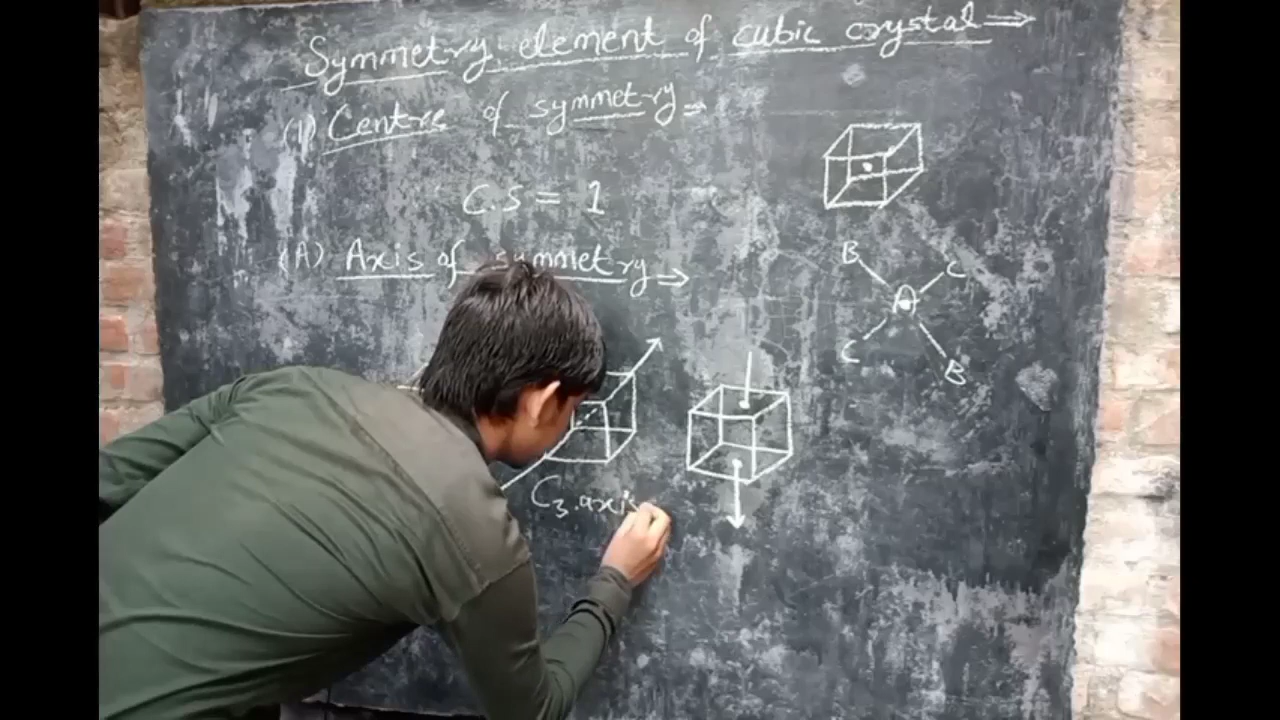 Symmetry element of cubic crystal
(1) Centre of symmetry
C.S = 1
(A) Axis of symmetry
B C
A
C B
C3.axis